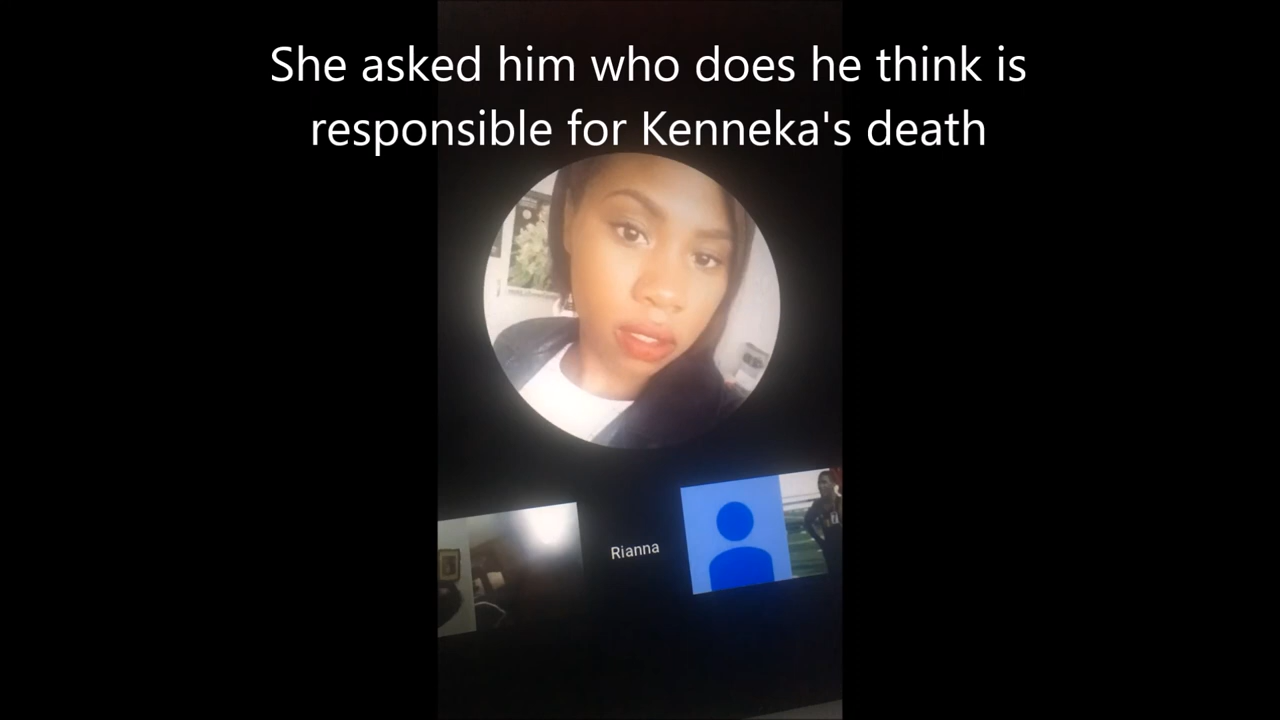 She asked him who does he think is
responsible for Kenneka's death
Rianna